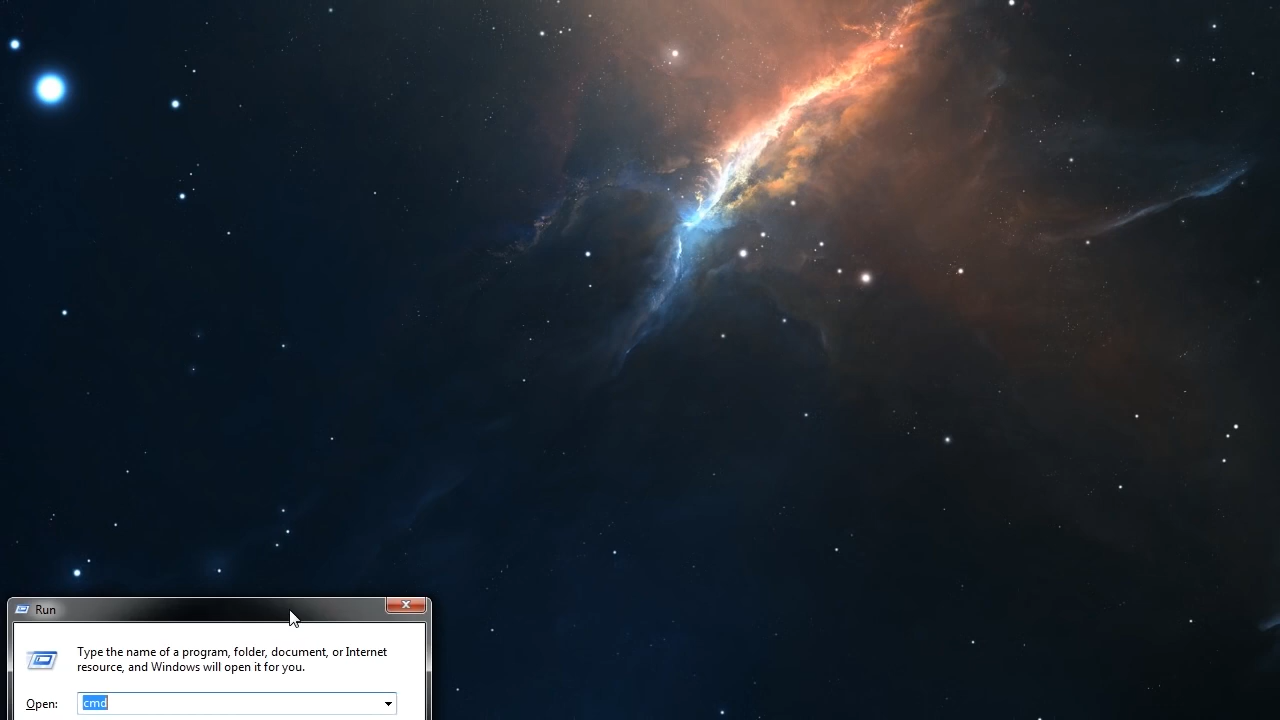 Run
Type the name of a program, folder, document, or Internet
resource, and Windows will open it for you.
Open:
cmd